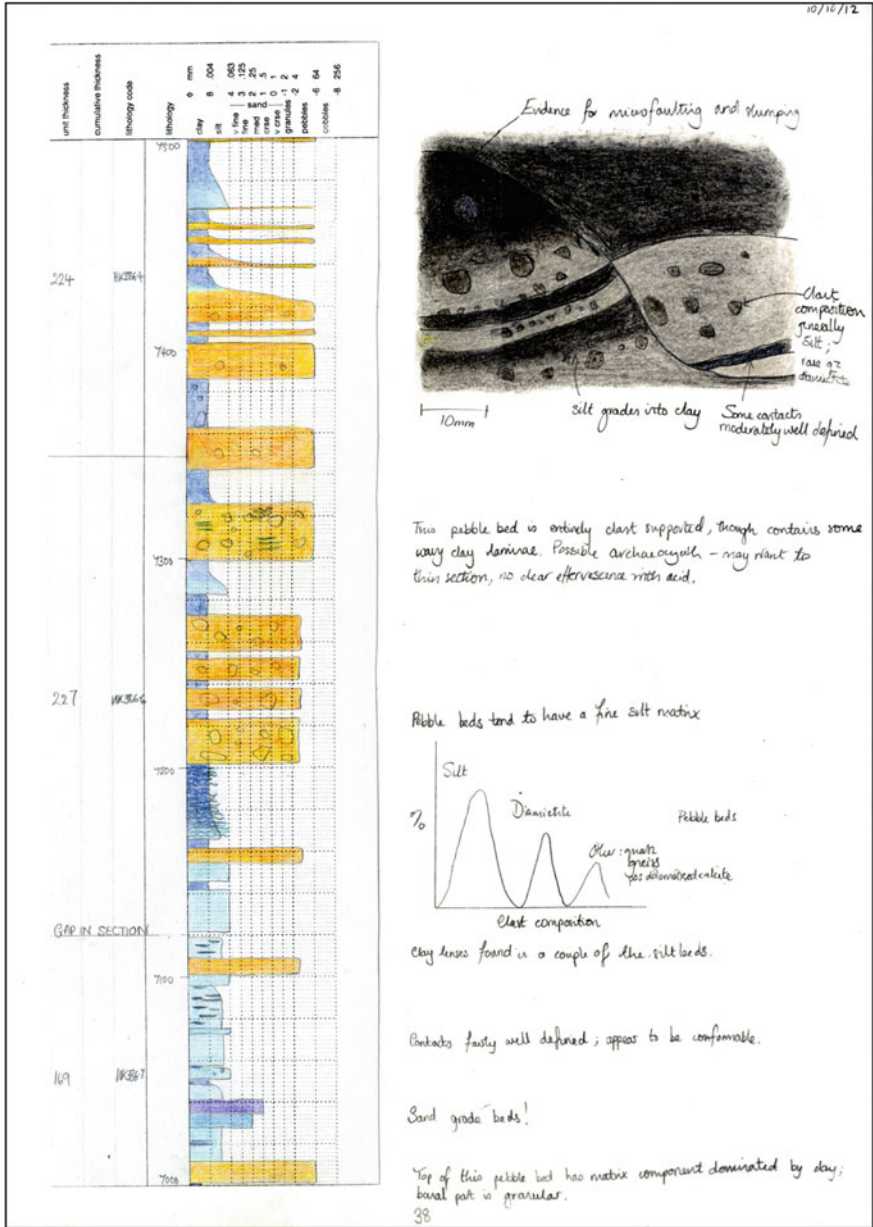 10/10/12
unit thickness
cumulative thickness
lithology code
lithology
φ mm
clay
8 .004
silt
4 .063
v fine
3 .125
fine
sand
2 .25
med
1 .5
crse
0 1
v crse
-1 2
granules
-2 4
pebbles
-6 64
cobbles
-8 256
7500
224
7400
7300
227
7200
GAP IN SECTION
7100
169
7000
Evidence for microfaulting and slumping
Clast
composition
generally
silt;
10mm
silt grades into clay
Some contacts
moderately well defined
This pebble bed is entirely clast supported, though contains some
wavy clay laminae. Possible archaeocyath – may want to
thin section, no clear effervescence with acid.
Pebble beds tend to have a fine silt matrix
Silt
%
Diamictite
Pebble beds
Other: quartz
gneiss
pos dolomitised calcite
Clast composition
Clay lenses found in a couple of the silt beds.
Contacts fairly well defined; appear to be conformable.
Sand grade beds!
Top of this pebble bed has matrix component dominated by clay;
basal part is granular.
38